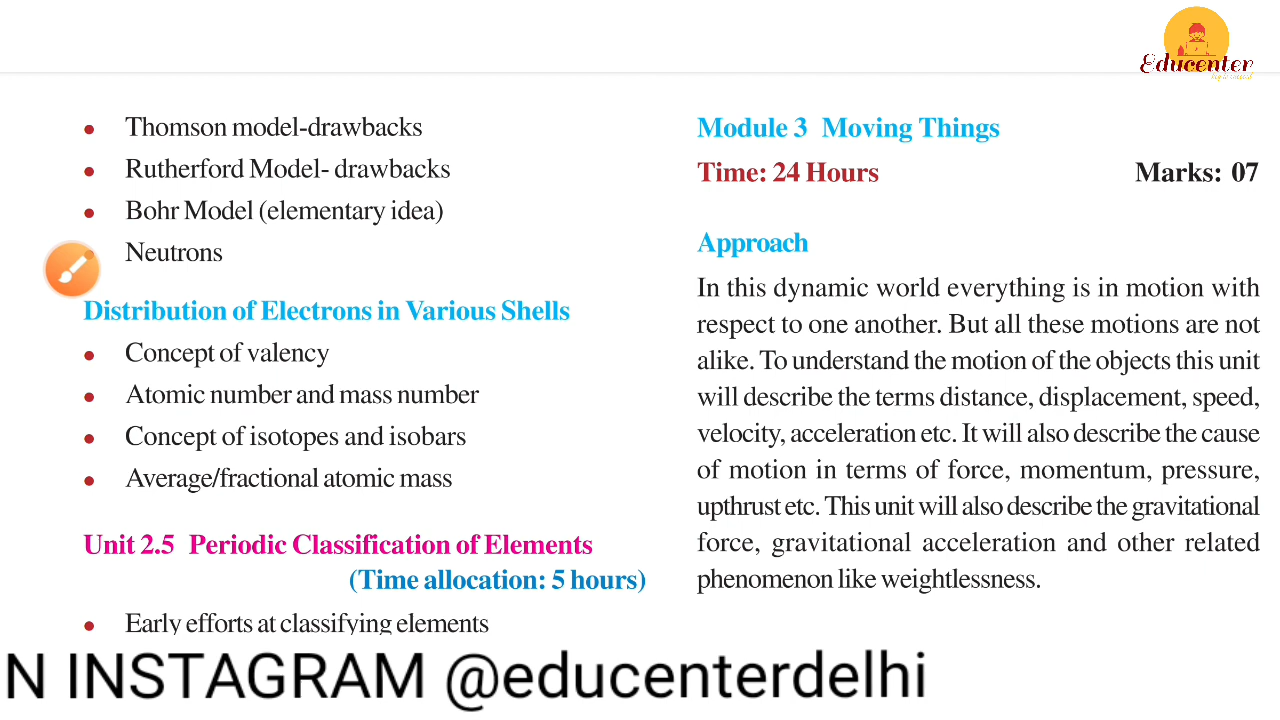 Educenter
Thomson model-drawbacks
Rutherford Model- drawbacks
Bohr Model (elementary idea)
Neutrons
Distribution of Electrons in Various Shells
Concept of valency
Atomic number and mass number
Concept of isotopes and isobars
Average/fractional atomic mass
Unit 2.5 Periodic Classification of Elements
(Time allocation: 5 hours)
Early efforts at classifying elements
Module 3 Moving Things
Time: 24 Hours Marks: 07
Approach
In this dynamic world everything is in motion with
respect to one another. But all these motions are not
alike. To understand the motion of the objects this unit
will describe the terms distance, displacement, speed,
velocity, acceleration etc. It will also describe the cause
of motion in terms of force, momentum, pressure,
upthrust etc. This unit will also describe the gravitational
force, gravitational acceleration and other related
phenomenon like weightlessness.
N INSTAGRAM @educenterdelhi